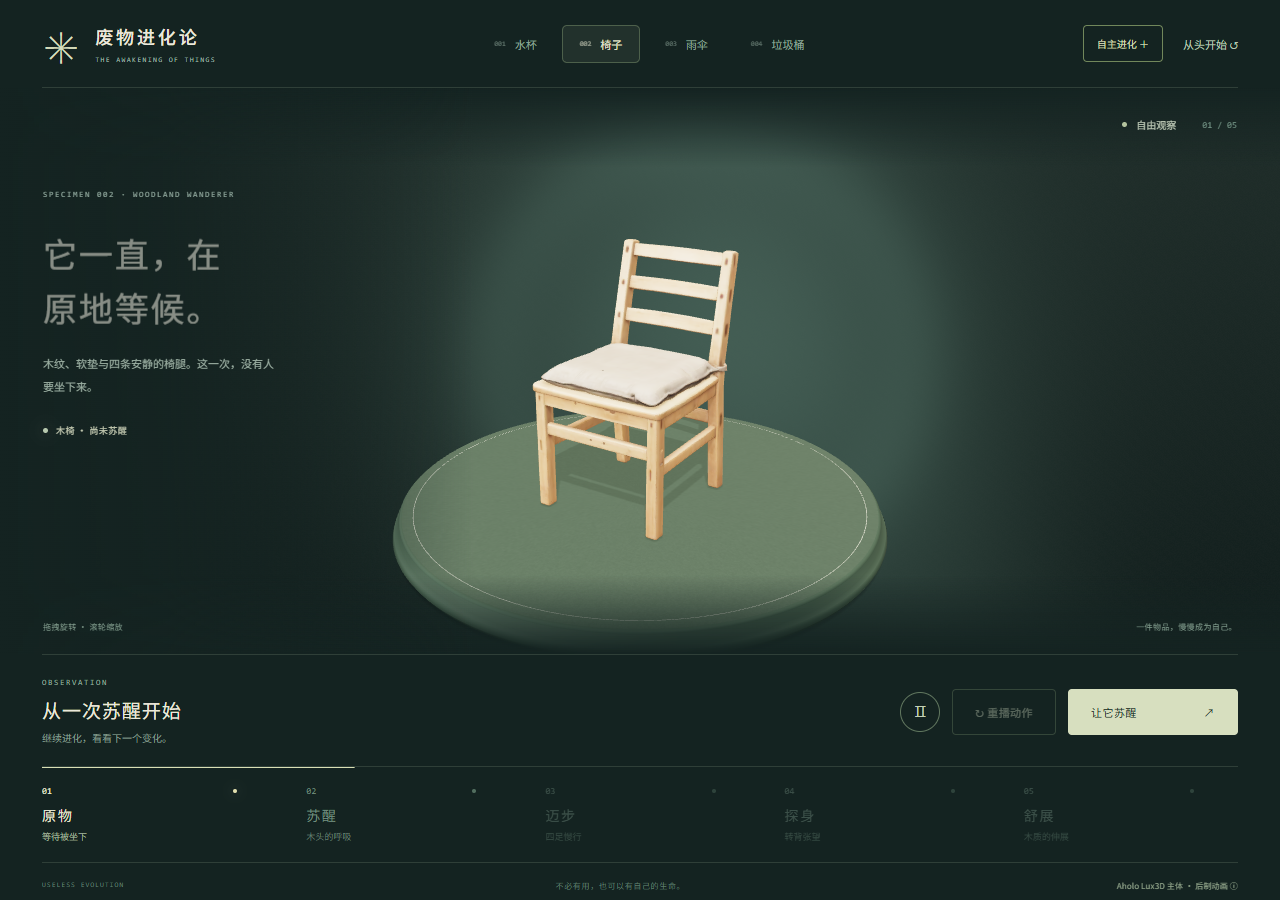 废物进化论
THE AWAKENING OF THINGS
001 水杯
002 椅子
003 雨伞
004 垃圾桶
自主进化 +
从头开始 ↺
自由观察
01 / 05
SPECIMEN 002 · WOODLAND WANDERER
它一直，在
原地等候。
木纹、软垫与四条安静的椅腿。这一次，没有人
要坐下来。
木椅 · 尚未苏醒
拖拽旋转 · 滚轮缩放
一件物品，慢慢成为自己。
OBSERVATION
从一次苏醒开始
继续进化，看看下一个变化。
↻ 重播动作
让它苏醒 ↗
01
原物
等待被坐下
02
苏醒
木头的呼吸
03
迈步
四足慢行
04
探身
转背张望
05
舒展
木质的伸展
USELESS EVOLUTION
不必有用，也可以有自己的生命。
Aholo Lux3D 主体 · 后制动画 ⓘ